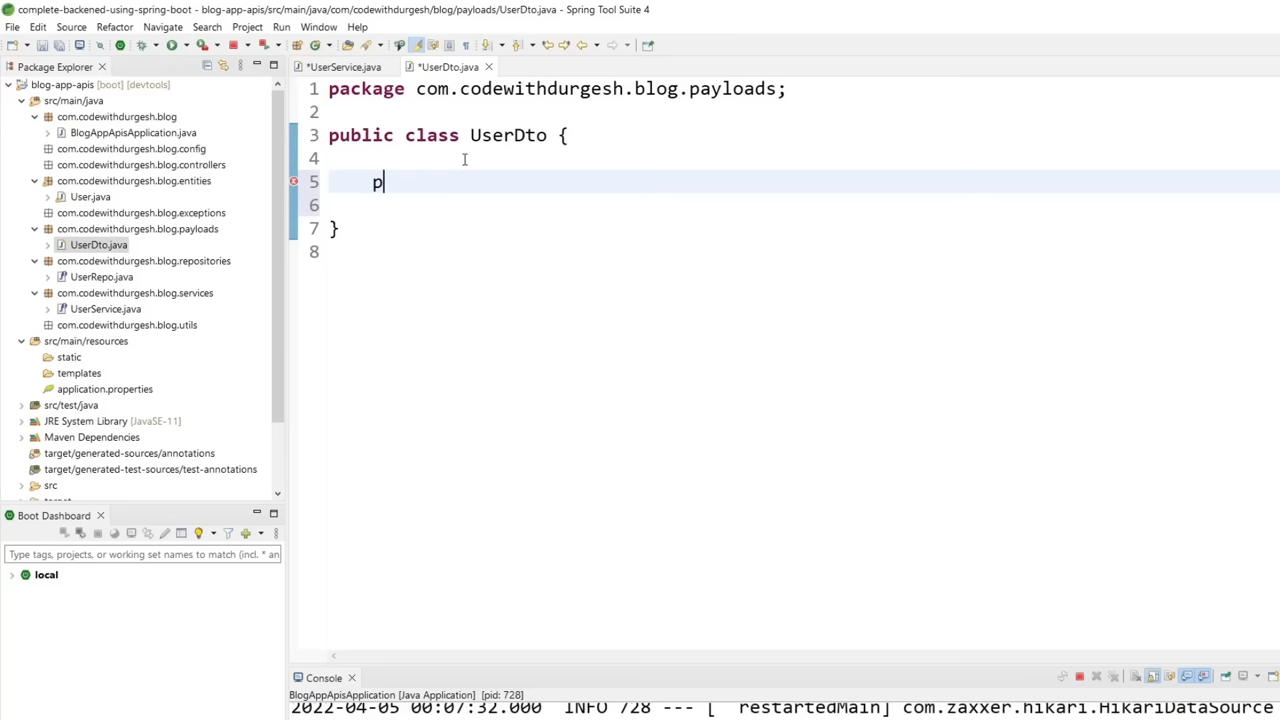 complete-backened-using-spring-boot - blog-app-apis/src/main/java/com/codewithdurgesh/blog/payloads/UserDto.java - Spring Tool Suite 4
File Edit Source Refactor Navigate Search Project Run Window Help
Package Explorer
*UserService.java
*UserDto.java
blog-app-apis [boot] [devtools]
src/main/java
com.codewithdurgesh.blog
BlogAppApisApplication.java
com.codewithdurgesh.blog.config
com.codewithdurgesh.blog.controllers
com.codewithdurgesh.blog.entities
User.java
com.codewithdurgesh.blog.exceptions
com.codewithdurgesh.blog.payloads
UserDto.java
com.codewithdurgesh.blog.repositories
UserRepo.java
com.codewithdurgesh.blog.services
UserService.java
com.codewithdurgesh.blog.utils
src/main/resources
static
templates
application.properties
src/test/java
JRE System Library [JavaSE-11]
Maven Dependencies
target/generated-sources/annotations
target/generated-test-sources/test-annotations
src
1 package com.codewithdurgesh.blog.payloads;
2
3 public class UserDto {
4
5 p
6
7 }
8
Boot Dashboard
Type tags, projects, or working set names to match (incl. * an
local
Console
BlogAppApisApplication [Java Application] [pid: 728]
2022-04-05 00:07:32.000 INFO 728 --- [ restartedMain] com.zaxxer.hikari.HikariDataSource